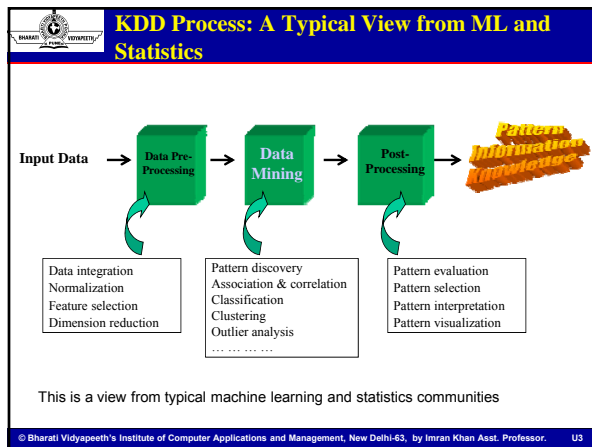 BHARATI VIDYAPEETH
PUNE
KDD Process: A Typical View from ML and
Statistics
Input Data
Data Pre-
Processing
Data
Mining
Post-
Processing
Pattern
Information
Knowledge
Data integration
Normalization
Feature selection
Dimension reduction
Pattern discovery
Association & correlation
Classification
Clustering
Outlier analysis
… … … …
Pattern evaluation
Pattern selection
Pattern interpretation
Pattern visualization
This is a view from typical machine learning and statistics communities
© Bharati Vidyapeeth's Institute of Computer Applications and Management, New Delhi-63, by Imran Khan Asst. Professor. U3